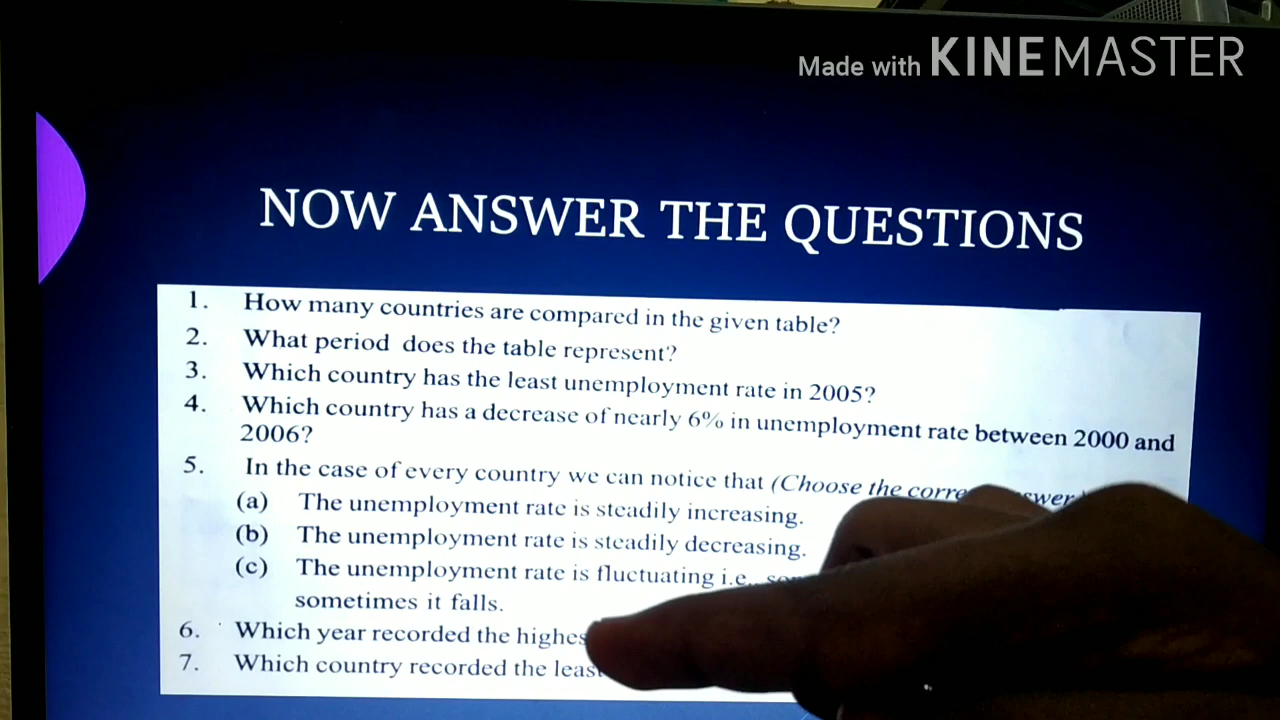 Made with KINEMASTER
NOW ANSWER THE QUESTIONS
1. How many countries are compared in the given table?
2. What period does the table represent?
3. Which country has the least unemployment rate in 2005?
4. Which country has a decrease of nearly 6% in unemployment rate between 2000 and
2006?
5. In the case of every country we can notice that (Choose the
(a) The unemployment rate is steadily increasing.
(b) The unemployment rate is steadily decreasing.
(c) The unemployment rate is fluctuating i.e.,
sometimes it falls.
6. Which year recorded the
7. Which country recorded the